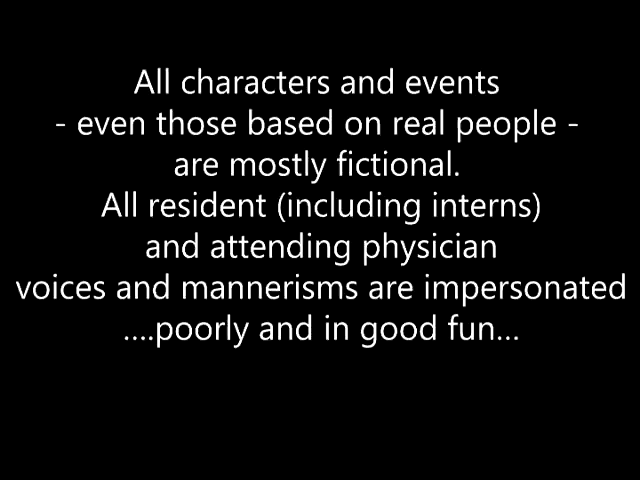 All characters and events
- even those based on real people -
are mostly fictional.
All resident (including interns)
and attending physician
voices and mannerisms are impersonated
....poorly and in good fun...